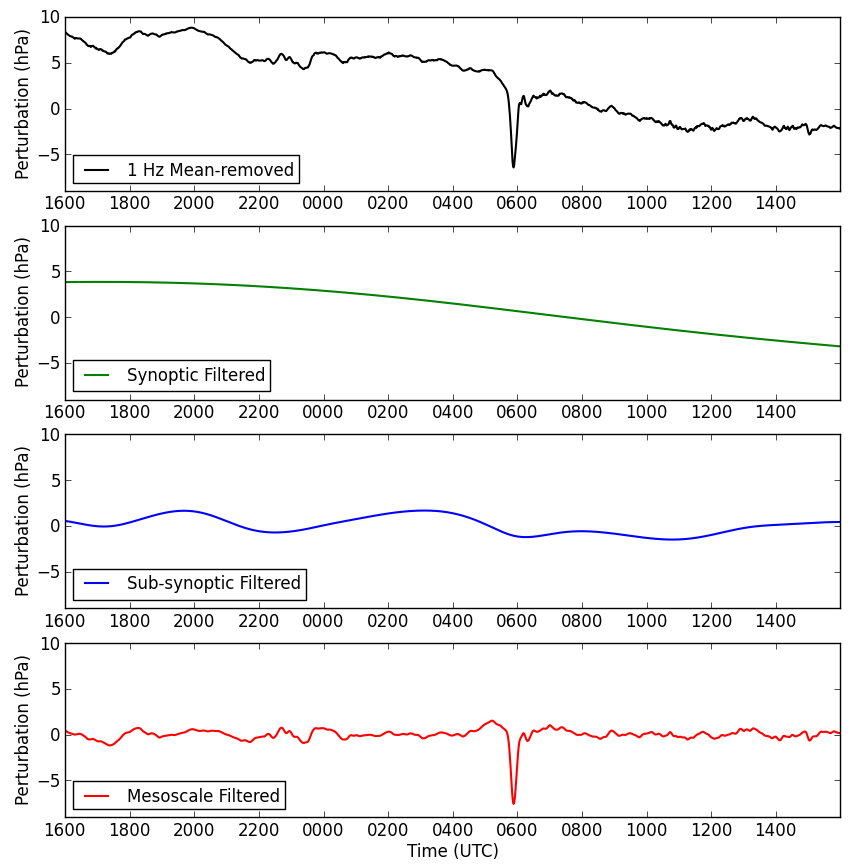 10
5
0
−5
Perturbation (hPa)
1 Hz Mean-removed
1600 1800 2000 2200 0000 0200 0400 0600 0800 1000 1200 1400
10
5
0
−5
Perturbation (hPa)
Synoptic Filtered
1600 1800 2000 2200 0000 0200 0400 0600 0800 1000 1200 1400
10
5
0
−5
Perturbation (hPa)
Sub-synoptic Filtered
1600 1800 2000 2200 0000 0200 0400 0600 0800 1000 1200 1400
10
5
0
−5
Perturbation (hPa)
Mesoscale Filtered
1600 1800 2000 2200 0000 0200 0400 0600 0800 1000 1200 1400
Time (UTC)